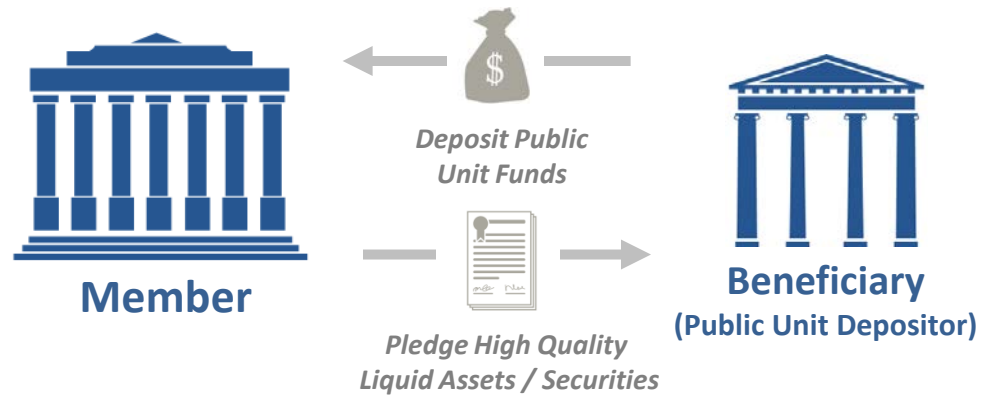 $
Deposit Public
Unit Funds
Member
Beneficiary
(Public Unit Depositor)
Pledge High Quality
Liquid Assets / Securities